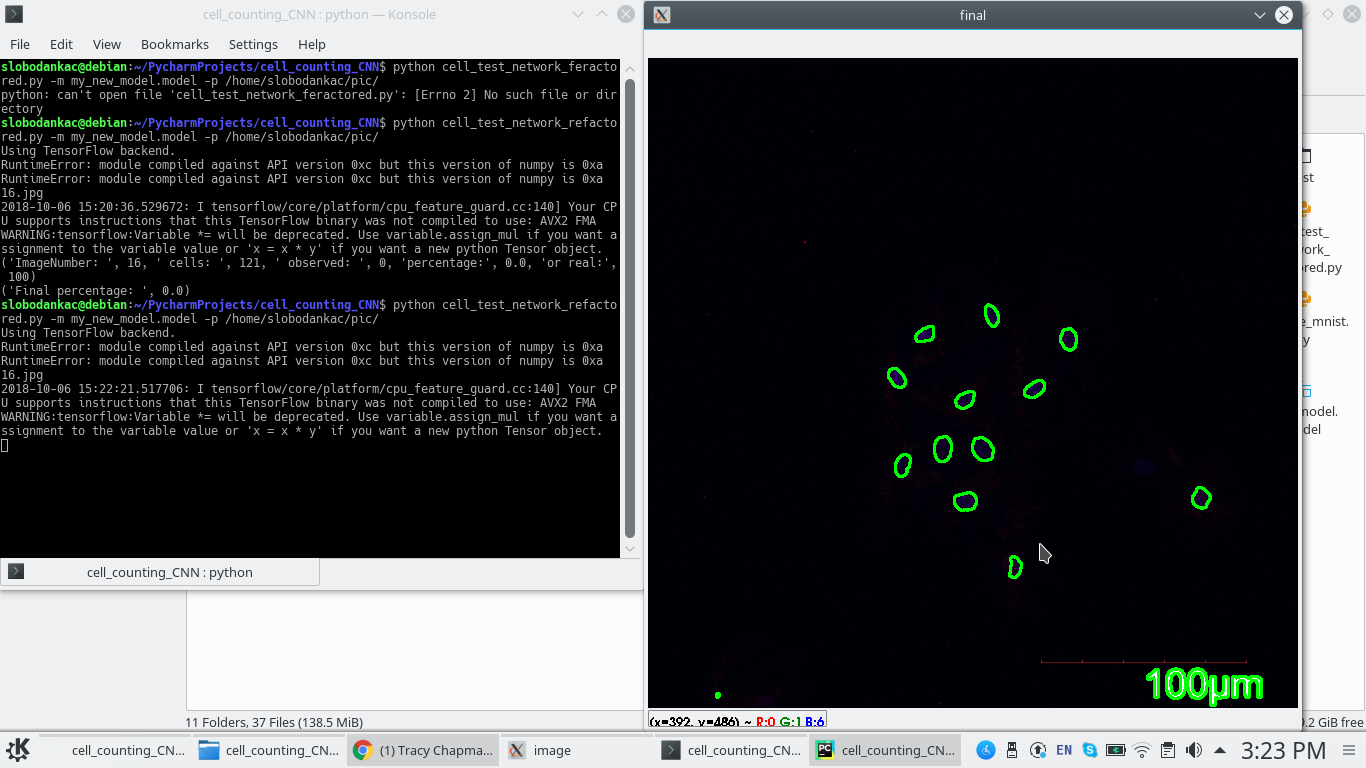 cell_counting_CNN : python — Konsole
File Edit View Bookmarks Settings Help
slobodankac@debian:~/PycharmProjects/cell_counting_CNN$ python cell_test_network_feracto
red.py -m my_new_model.model -p /home/slobodankac/pic/
python: can't open file 'cell_test_network_feractored.py': [Errno 2] No such file or dir
ectory
slobodankac@debian:~/PycharmProjects/cell_counting_CNN$ python cell_test_network_refacto
red.py -m my_new_model.model -p /home/slobodankac/pic/
Using TensorFlow backend.
RuntimeError: module compiled against API version 0xc but this version of numpy is 0xa
RuntimeError: module compiled against API version 0xc but this version of numpy is 0xa
16.jpg
2018-10-06 15:20:36.529672: I tensorflow/core/platform/cpu_feature_guard.cc:140] Your CP
U supports instructions that this TensorFlow binary was not compiled to use: AVX2 FMA
WARNING:tensorflow:Variable *= will be deprecated. Use variable.assign_mul if you want a
ssignment to the variable value or 'x = x * y' if you want a new python Tensor object.
('ImageNumber: ', 16, ' cells: ', 121, ' observed: ', 0, 'percentage:', 0.0, 'or real:',
 100)
('Final percentage: ', 0.0)
slobodankac@debian:~/PycharmProjects/cell_counting_CNN$ python cell_test_network_refacto
red.py -m my_new_model.model -p /home/slobodankac/pic/
Using TensorFlow backend.
RuntimeError: module compiled against API version 0xc but this version of numpy is 0xa
RuntimeError: module compiled against API version 0xc but this version of numpy is 0xa
16.jpg
2018-10-06 15:22:21.517706: I tensorflow/core/platform/cpu_feature_guard.cc:140] Your CP
U supports instructions that this TensorFlow binary was not compiled to use: AVX2 FMA
WARNING:tensorflow:Variable *= will be deprecated. Use variable.assign_mul if you want a
ssignment to the variable value or 'x = x * y' if you want a new python Tensor object.
cell_counting_CNN : python
11 Folders, 37 Files (138.5 MiB)
final
100µm
(x=392, y=486) ~ R:0 G:1 B:6
st
test_
ork_
ored.py
e_mnist.
y
model.
del
0.2 GiB free
cell_counting_CN... cell_counting_CN... (1) Tracy Chapma... image cell_counting_CN... cell_counting_CN... EN 3:23 PM